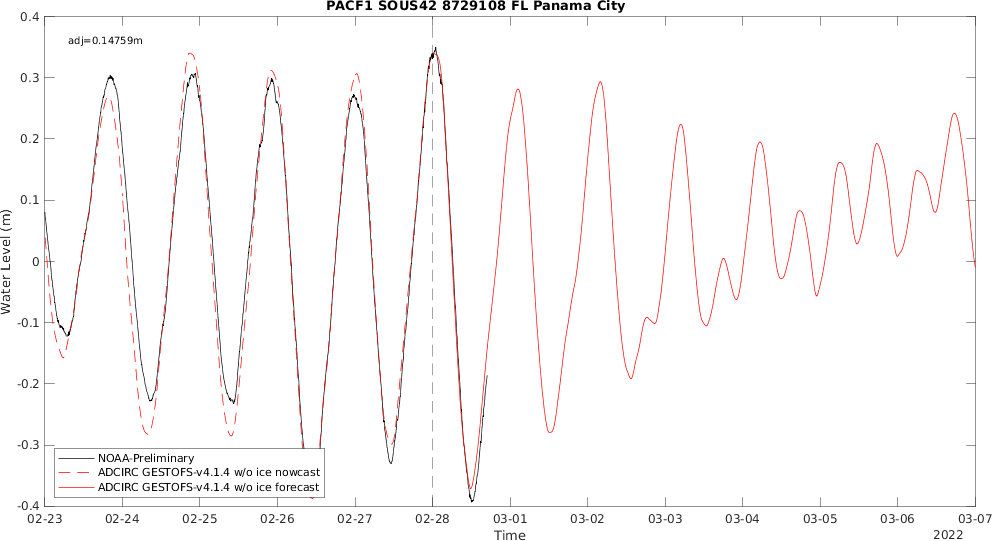 PACF1 SOUS42 8729108 FL Panama City
adj=0.14759m
0.4
0.3
0.2
0.1
0
-0.1
-0.2
-0.3
-0.4
Water Level (m)
NOAA-Preliminary
ADCIRC GESTOFS-v4.1.4 w/o ice nowcast
ADCIRC GESTOFS-v4.1.4 w/o ice forecast
02-23 02-24 02-25 02-26 02-27 02-28 03-01 03-02 03-03 03-04 03-05 03-06 03-07
Time
2022